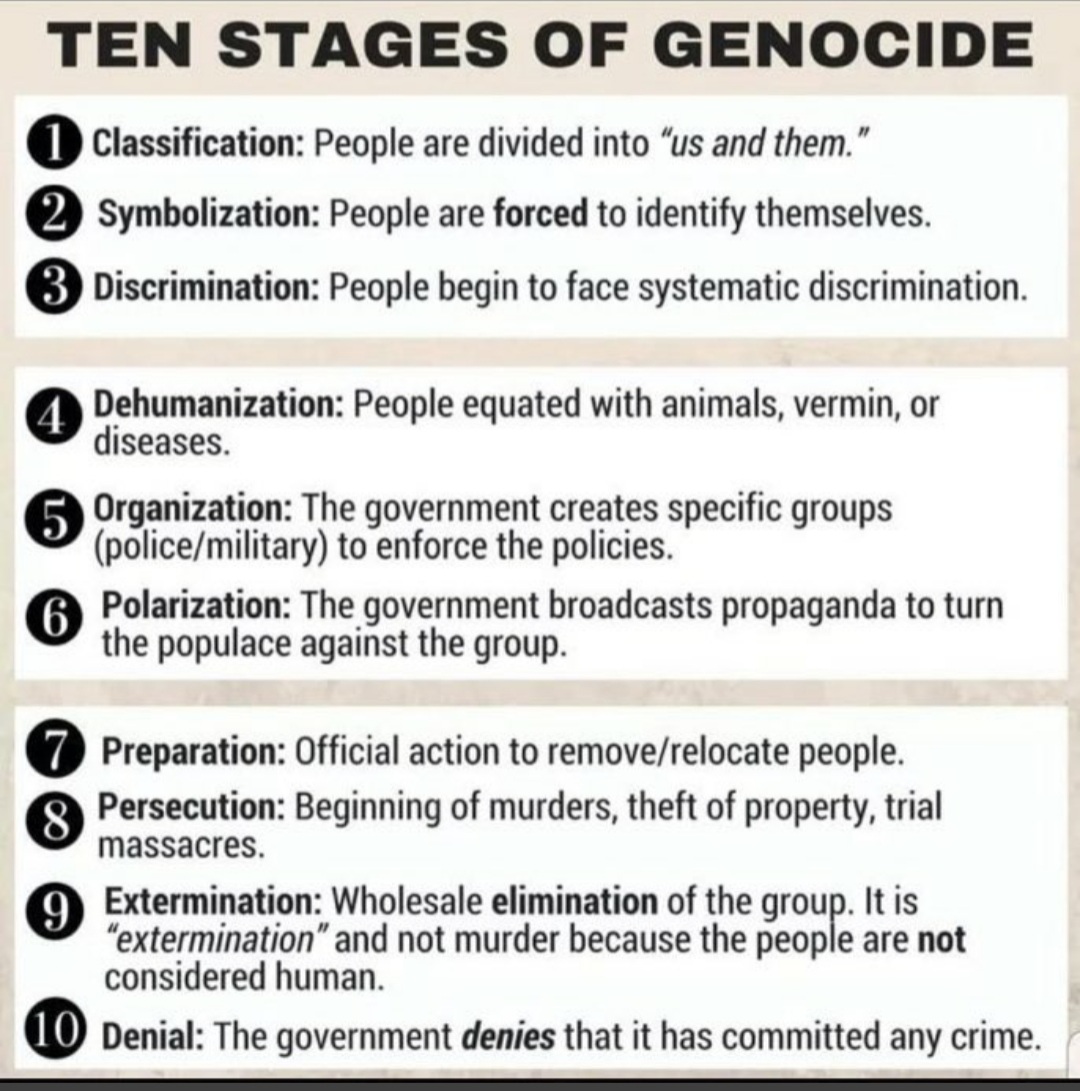 TEN STAGES OF GENOCIDE
1 Classification: People are divided into "us and them."
2 Symbolization: People are forced to identify themselves.
3 Discrimination: People begin to face systematic discrimination.
4 Dehumanization: People equated with animals, vermin, or
diseases.
5 Organization: The government creates specific groups
(police/military) to enforce the policies.
6 Polarization: The government broadcasts propaganda to turn
the populace against the group.
7 Preparation: Official action to remove/relocate people.
8 Persecution: Beginning of murders, theft of property, trial
massacres.
9 Extermination: Wholesale elimination of the group. It is
"extermination" and not murder because the people are not
considered human.
10 Denial: The government denies that it has committed any crime.